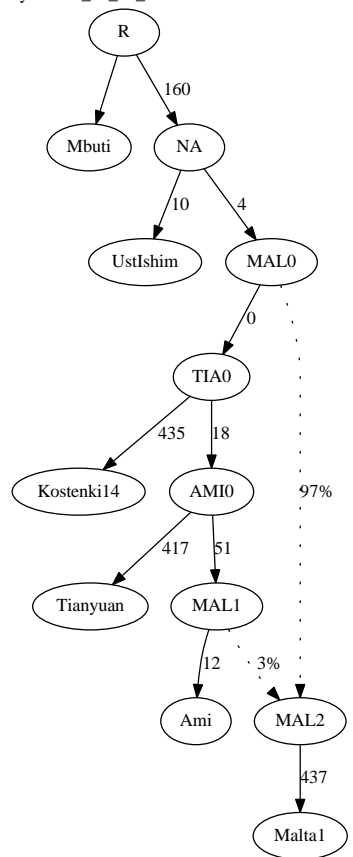 R
160
Mbuti
NA
10
4
UstIshim
MAL0
0
TIA0
435
18
97%
Kostenki14
AMI0
417
51
Tianyuan
MAL1
12
3%
Ami
MAL2
437
Malta1